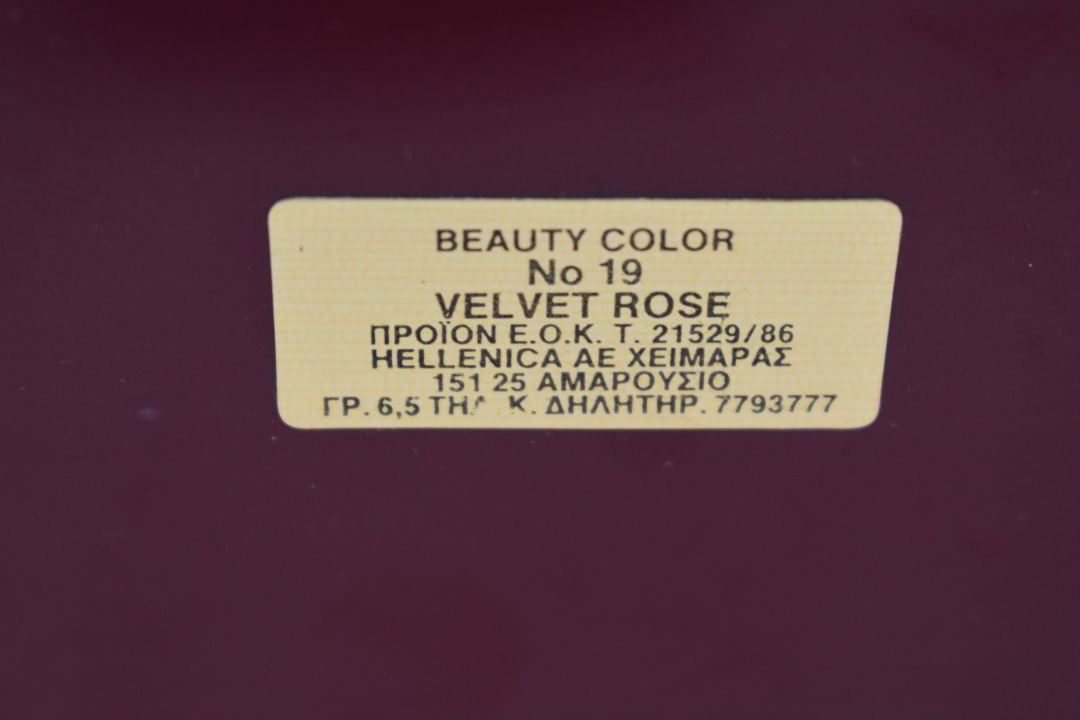 BEAUTY COLOR
No 19
VELVET ROSE
ΠΡΟΪΟΝ Ε.Ο.Κ. Τ. 21529/86
HELLENICA AE ΧΕΙΜΑΡΑΣ
151 25 ΑΜΑΡΟΥΣΙΟ
ΓΡ. 6,5 Κ. ΔΗΛΗΤΗΡ. 7793777